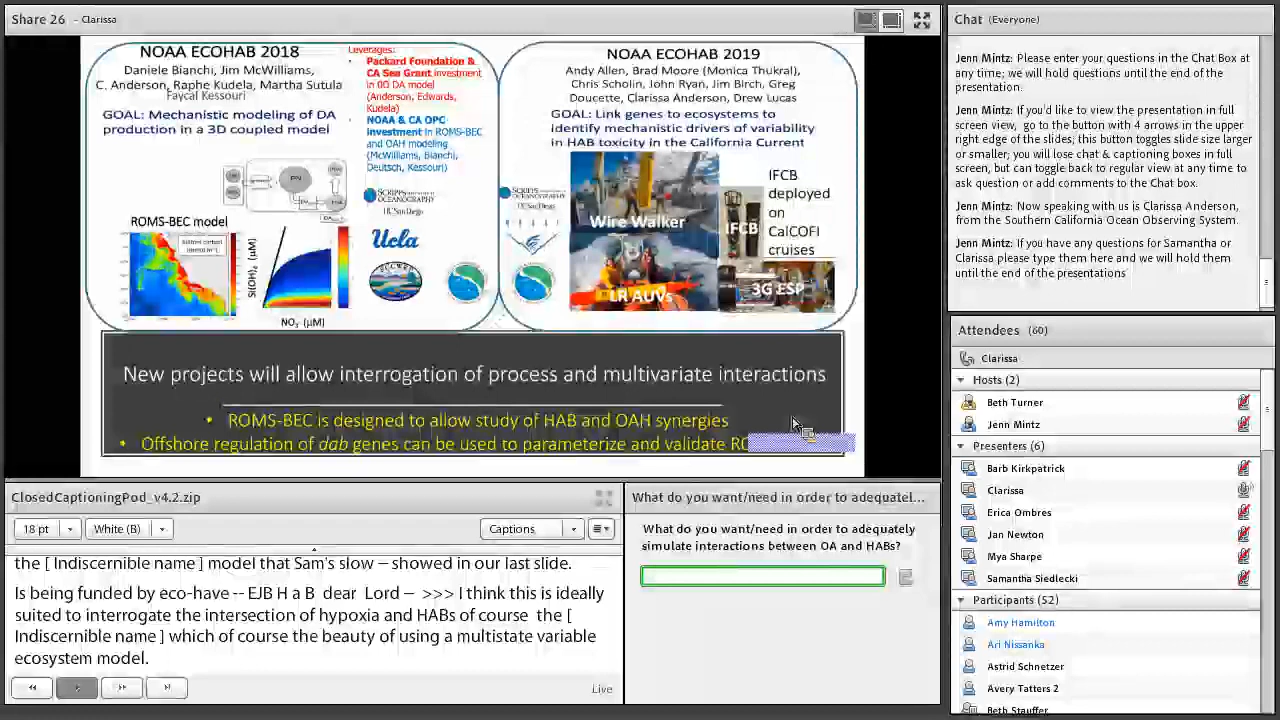 Share 26 - Clarissa
NOAA ECOHAB 2018
Daniele Bianchi, Jim McWilliams,
C. Anderson, Raphe Kudela, Martha Sutula
Fayçal Kessouri
GOAL: Mechanistic modeling of DA
production in a 3D coupled model
Leverages:
Packard Foundation &
CA Sea Grant investment
in 0D DA model
(Anderson, Edwards,
Kudela)
NOAA & CA OPC
investment in ROMS-BEC
and OAH modeling
(McWilliams, Bianchi,
Deutsch, Kessouri)
SCRIPPS INSTITUTION OF
OCEANOGRAPHY
UC San Diego
ROMS-BEC model
Si(OH)4 (µM)
NO3 (µM)
UCLA
NOAA ECOHAB 2019
Andy Allen, Brad Moore (Monica Thukral),
Chris Scholin, John Ryan, Jim Birch, Greg
Doucette, Clarissa Anderson, Drew Lucas
GOAL: Link genes to ecosystems to
identify mechanistic drivers of variability
in HAB toxicity in the California Current
SCRIPPS INSTITUTION OF
OCEANOGRAPHY
UC San Diego
Wire Walker
IFCB
LR AUVs
3G ESP
IFCB
deployed
on
CalCOFI
cruises
New projects will allow interrogation of process and multivariate interactions
• ROMS-BEC is designed to allow study of HAB and OAH synergies
• Offshore regulation of dab genes can be used to parameterize and validate RO
ClosedCaptioningPod_v4.2.zip
18 pt
White (B)
Captions
the [ Indiscernible name ] model that Sam's slow – showed in our last slide.
Is being funded by eco have -- EJB H a B dear Lord – >>> I think this is ideally
suited to interrogate the intersection of hypoxia and HABs of course the [
Indiscernible name ] which of course the beauty of using a multistate variable
ecosystem model.
Live
What do you want/need in order to adequatel...
What do you want/need in order to adequately
simulate interactions between OA and HABs?
Chat (Everyone)
Jenn Mintz: Please enter your questions in the Chat Box at
any time; we will hold questions until the end of the
presentation.
Jenn Mintz: If you'd like to view the presentation in full
screen view, go to the button with 4 arrows in the upper
right edge of the slides; this button toggles slide size larger
or smaller; you will lose chat & captioning boxes in full
screen, but can toggle back to regular view at any time to
ask question or add comments to the Chat box.
Jenn Mintz: Now speaking with us is Clarissa Anderson
from the Southern California Ocean Observing System.
Jenn Mintz: If you have any questions for Samantha or
Clarissa please type them here and we will hold them
until the end of the presentations
Attendees (60)
Clarissa
Hosts (2)
Beth Turner
Jenn Mintz
Presenters (6)
Barb Kirkpatrick
Clarissa
Erica Ombres
Jan Newton
Mya Sharpe
Samantha Siedlecki
Participants (52)
Amy Hamilton
Ari Nissanka
Astrid Schnetzer
Avery Tatters 2
Beth Stauffer